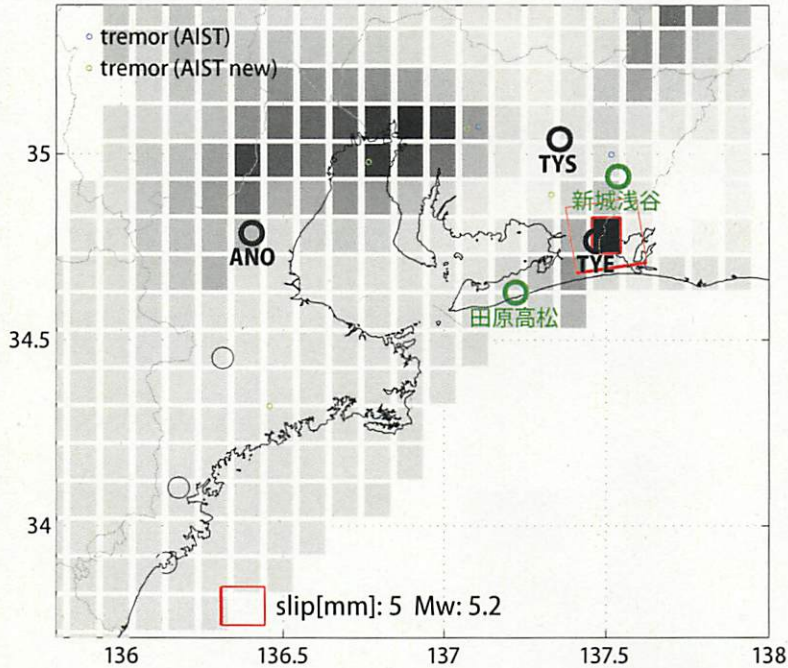 tremor (AIST)
tremor (AIST new)
35
TYS
新城浅谷
ANO
TYE
田原高松
34.5
34
slip[mm]: 5 Mw: 5.2
136
136.5
137
137.5
138